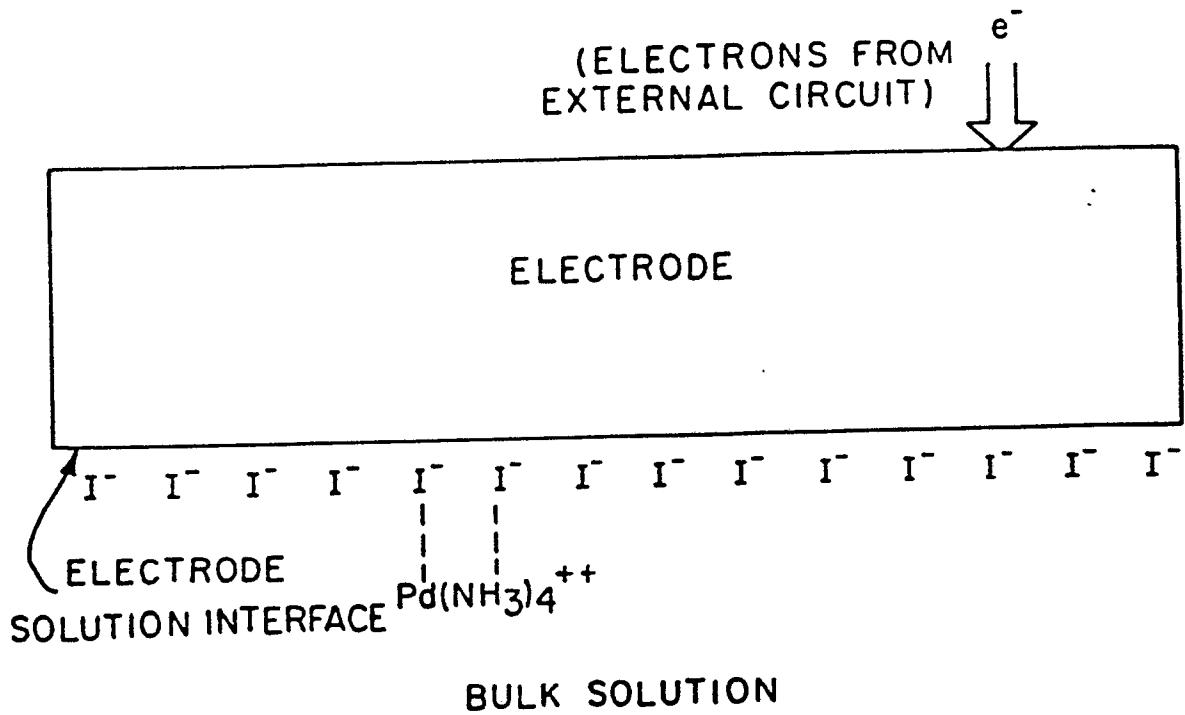 e⁻
(ELECTRONS FROM
EXTERNAL CIRCUIT)
ELECTRODE
I⁻ I⁻ I⁻ I⁻ I⁻ I⁻ I⁻ I⁻ I⁻ I⁻ I⁻ I⁻ I⁻ I⁻
ELECTRODE
SOLUTION INTERFACE
Pd(NH3)4⁺⁺
BULK SOLUTION